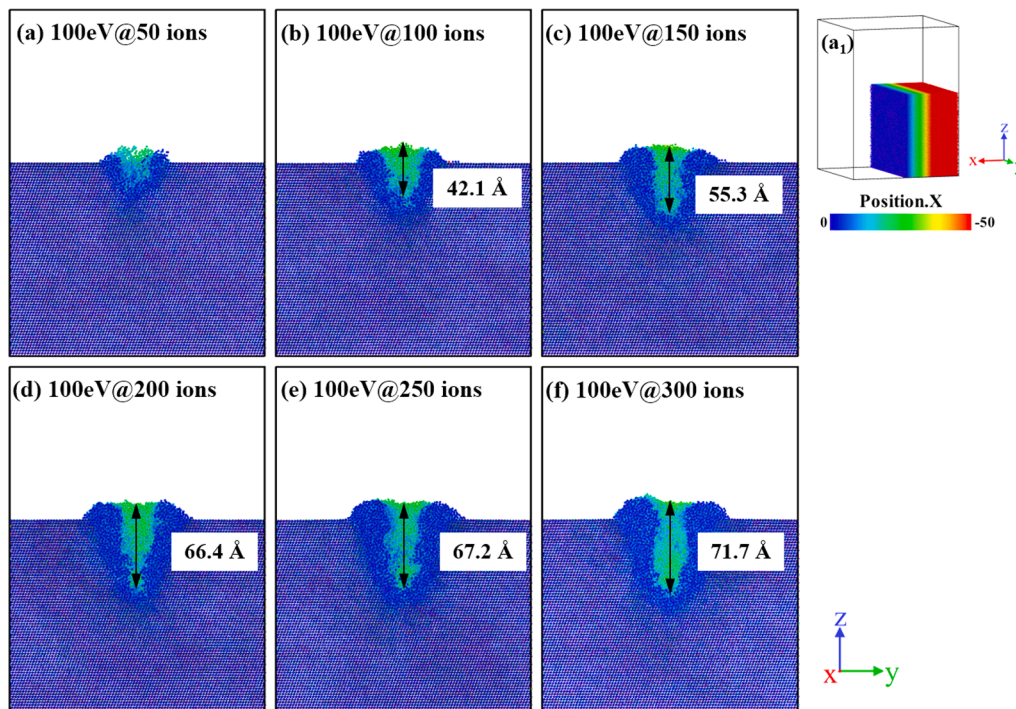 (a) 100eV@50 ions
(b) 100eV@100 ions
42.1 Å
(c) 100eV@150 ions
55.3 Å
(a₁)
z
x
Position.X
0
-50
(d) 100eV@200 ions
66.4 Å
(e) 100eV@250 ions
67.2 Å
(f) 100eV@300 ions
71.7 Å
z
x
y